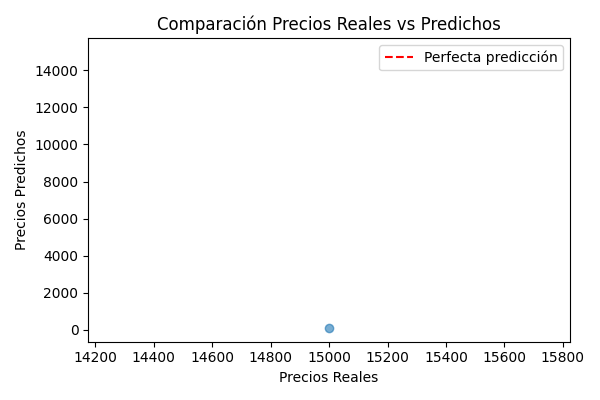 Comparación Precios Reales vs Predichos
Perfecta predicción
Precios Predichos
14000
12000
10000
8000
6000
4000
2000
0
14200 14400 14600 14800 15000 15200 15400 15600 15800
Precios Reales